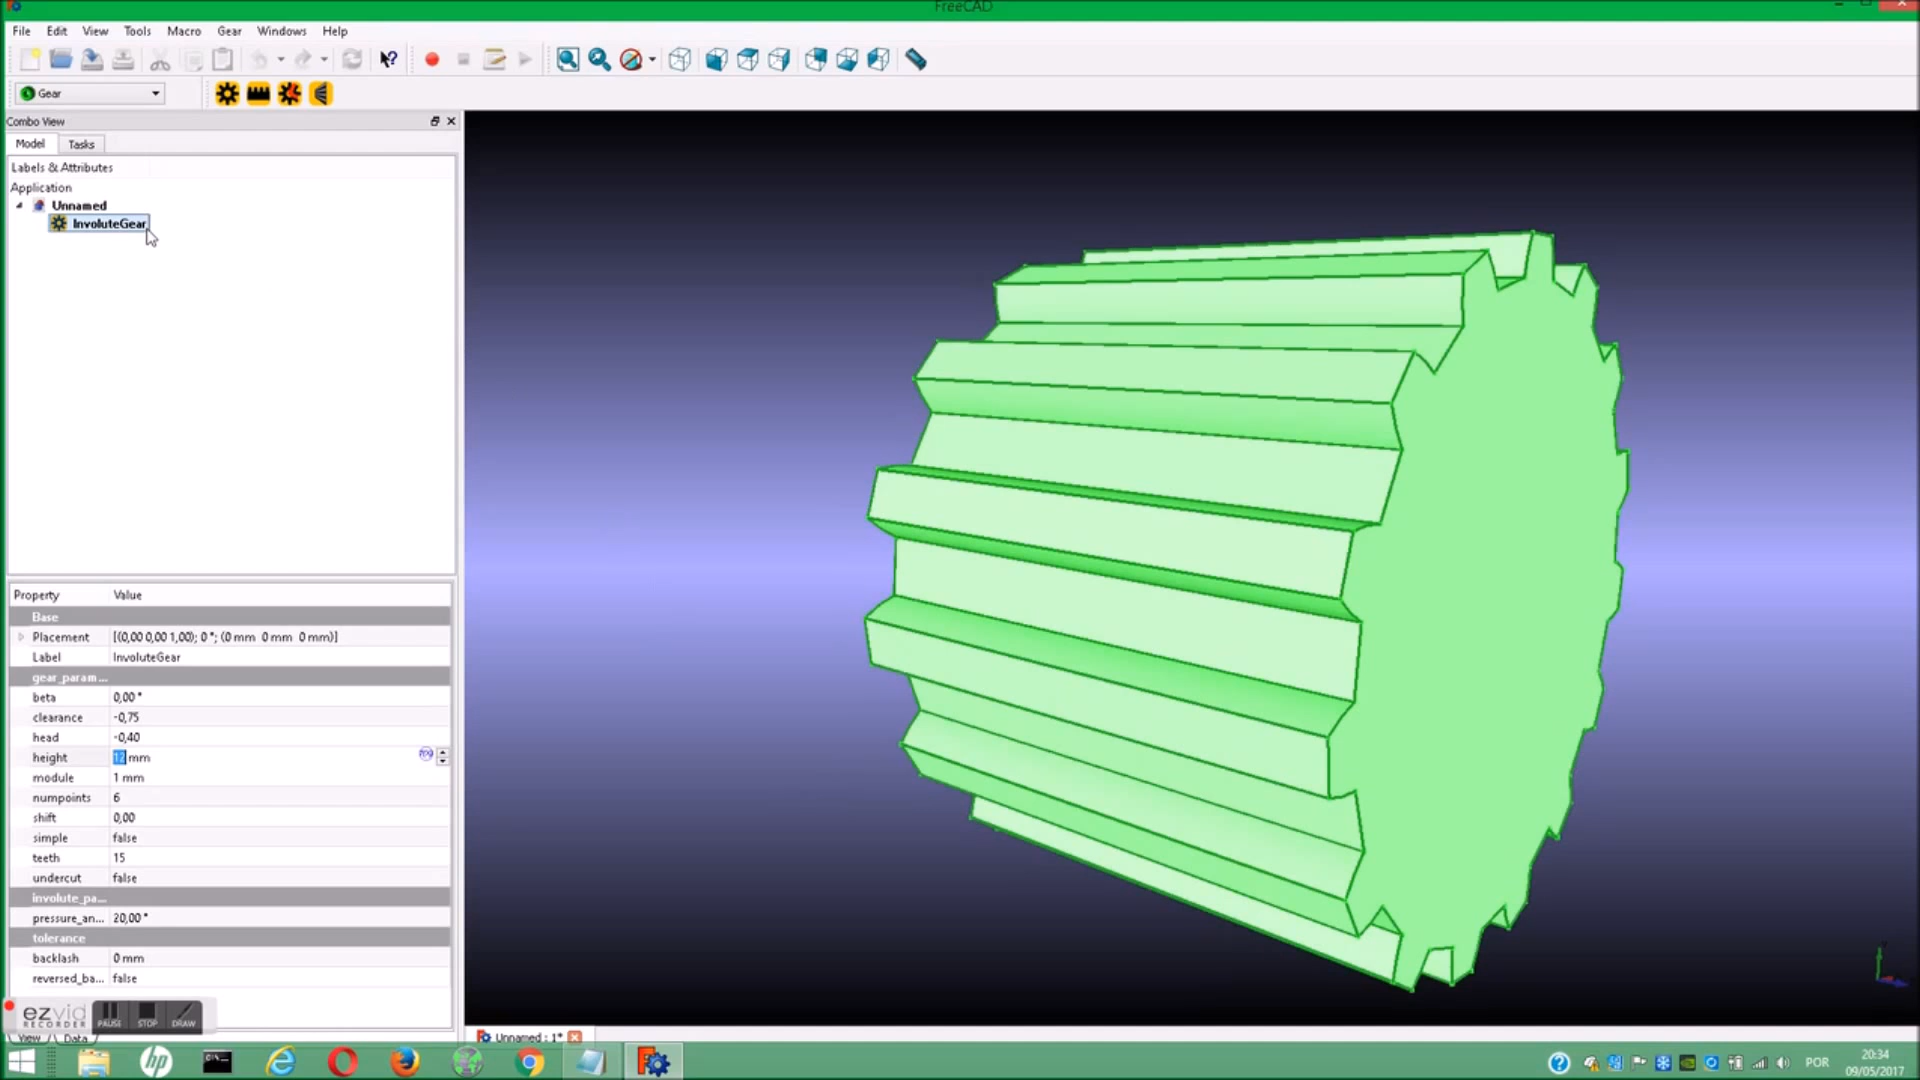 FreeCAD
File Edit View Tools Macro Gear Windows Help
Gear
Combo View
Model Tasks
Labels & Attributes
Application
Unnamed
InvoluteGear
Property Value
Base
Placement [(0,00 0,00 1,00); 0 °; (0 mm 0 mm 0 mm)]
Label InvoluteGear
gear_param...
beta 0,00 °
clearance -0,75
head -0,40
height 12 mm
module 1 mm
numpoints 6
shift 0,00
simple false
teeth 15
undercut false
involute_pa...
pressure_an... 20,00 °
tolerance
backlash 0 mm
reversed_ba... false
ezvid
RECORDER
PAUSE STOP DRAW
View Data
Unnamed : 1*
hp
POR
20:34
09/05/2017